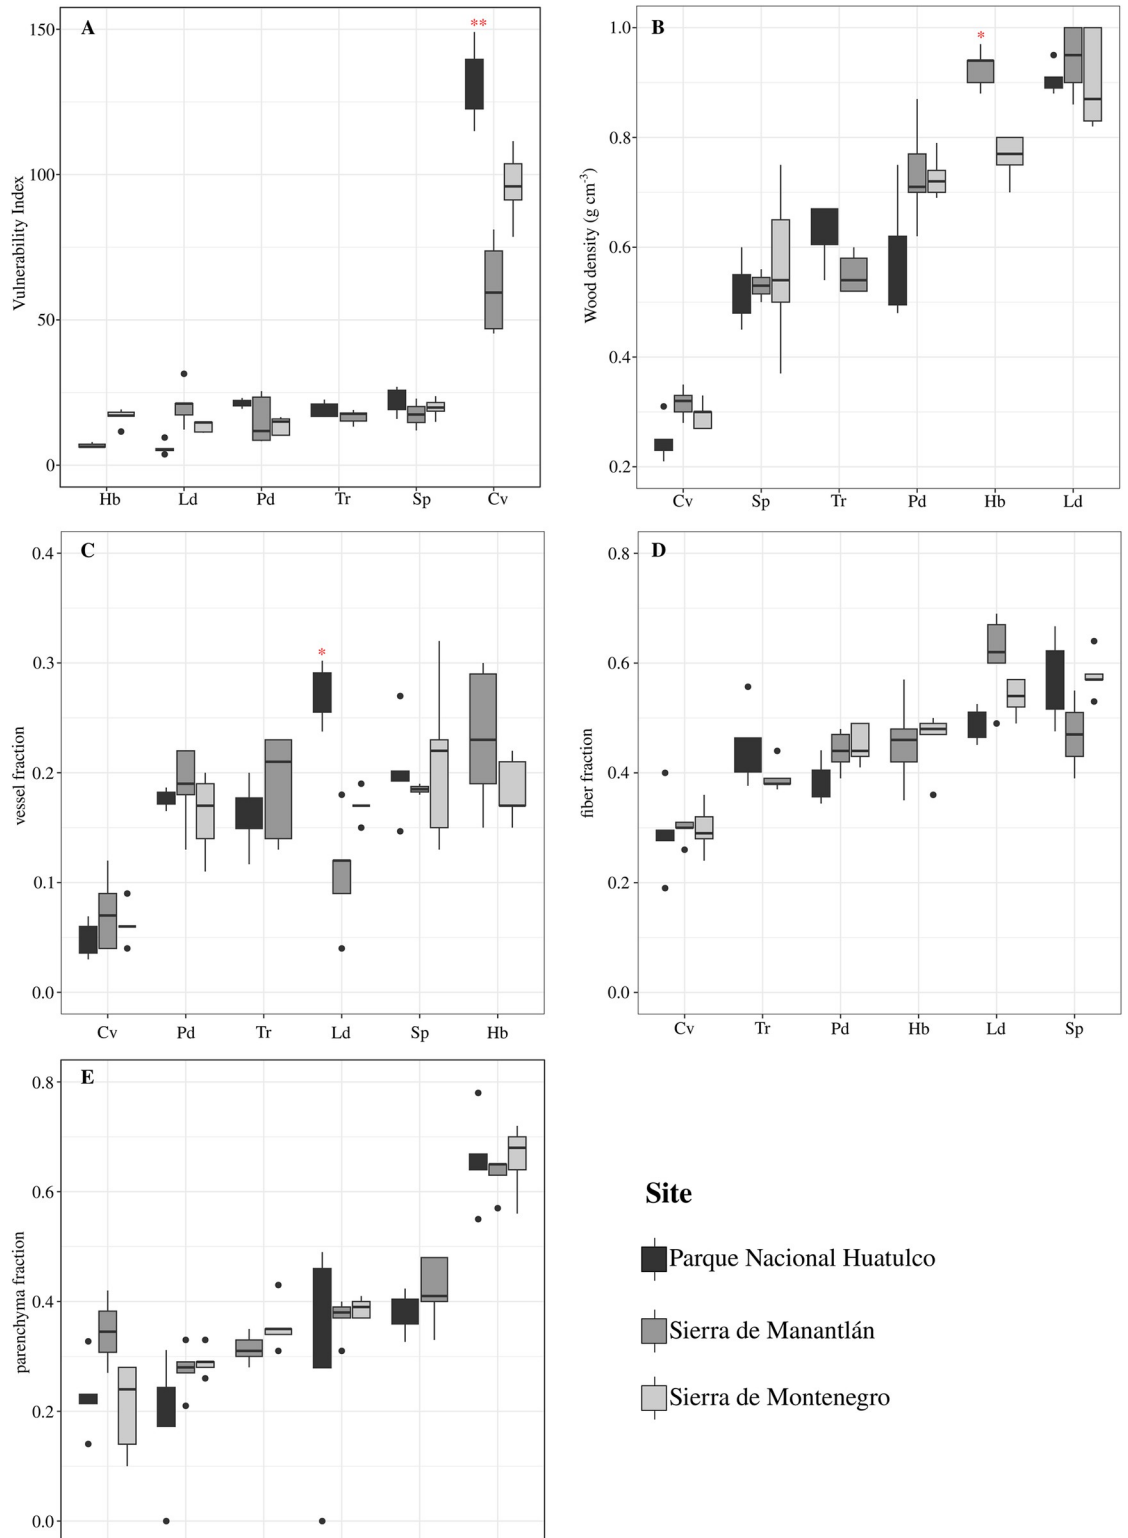 A
**
150
100
50
0
Vulnerability Index
Hb Ld Pd Tr Sp Cv
B
*
1.0
0.8
0.6
0.4
0.2
Wood density (g cm-3)
Cv Sp Tr Pd Hb Ld
C
*
0.4
0.3
0.2
0.1
0.0
vessel fraction
Cv Pd Tr Ld Sp Hb
D
0.8
0.6
0.4
0.2
0.0
fiber fraction
Cv Tr Pd Hb Ld Sp
E
0.8
0.6
0.4
0.2
0.0
parenchyma fraction
Site
Parque Nacional Huatulco
Sierra de Manantlán
Sierra de Montenegro